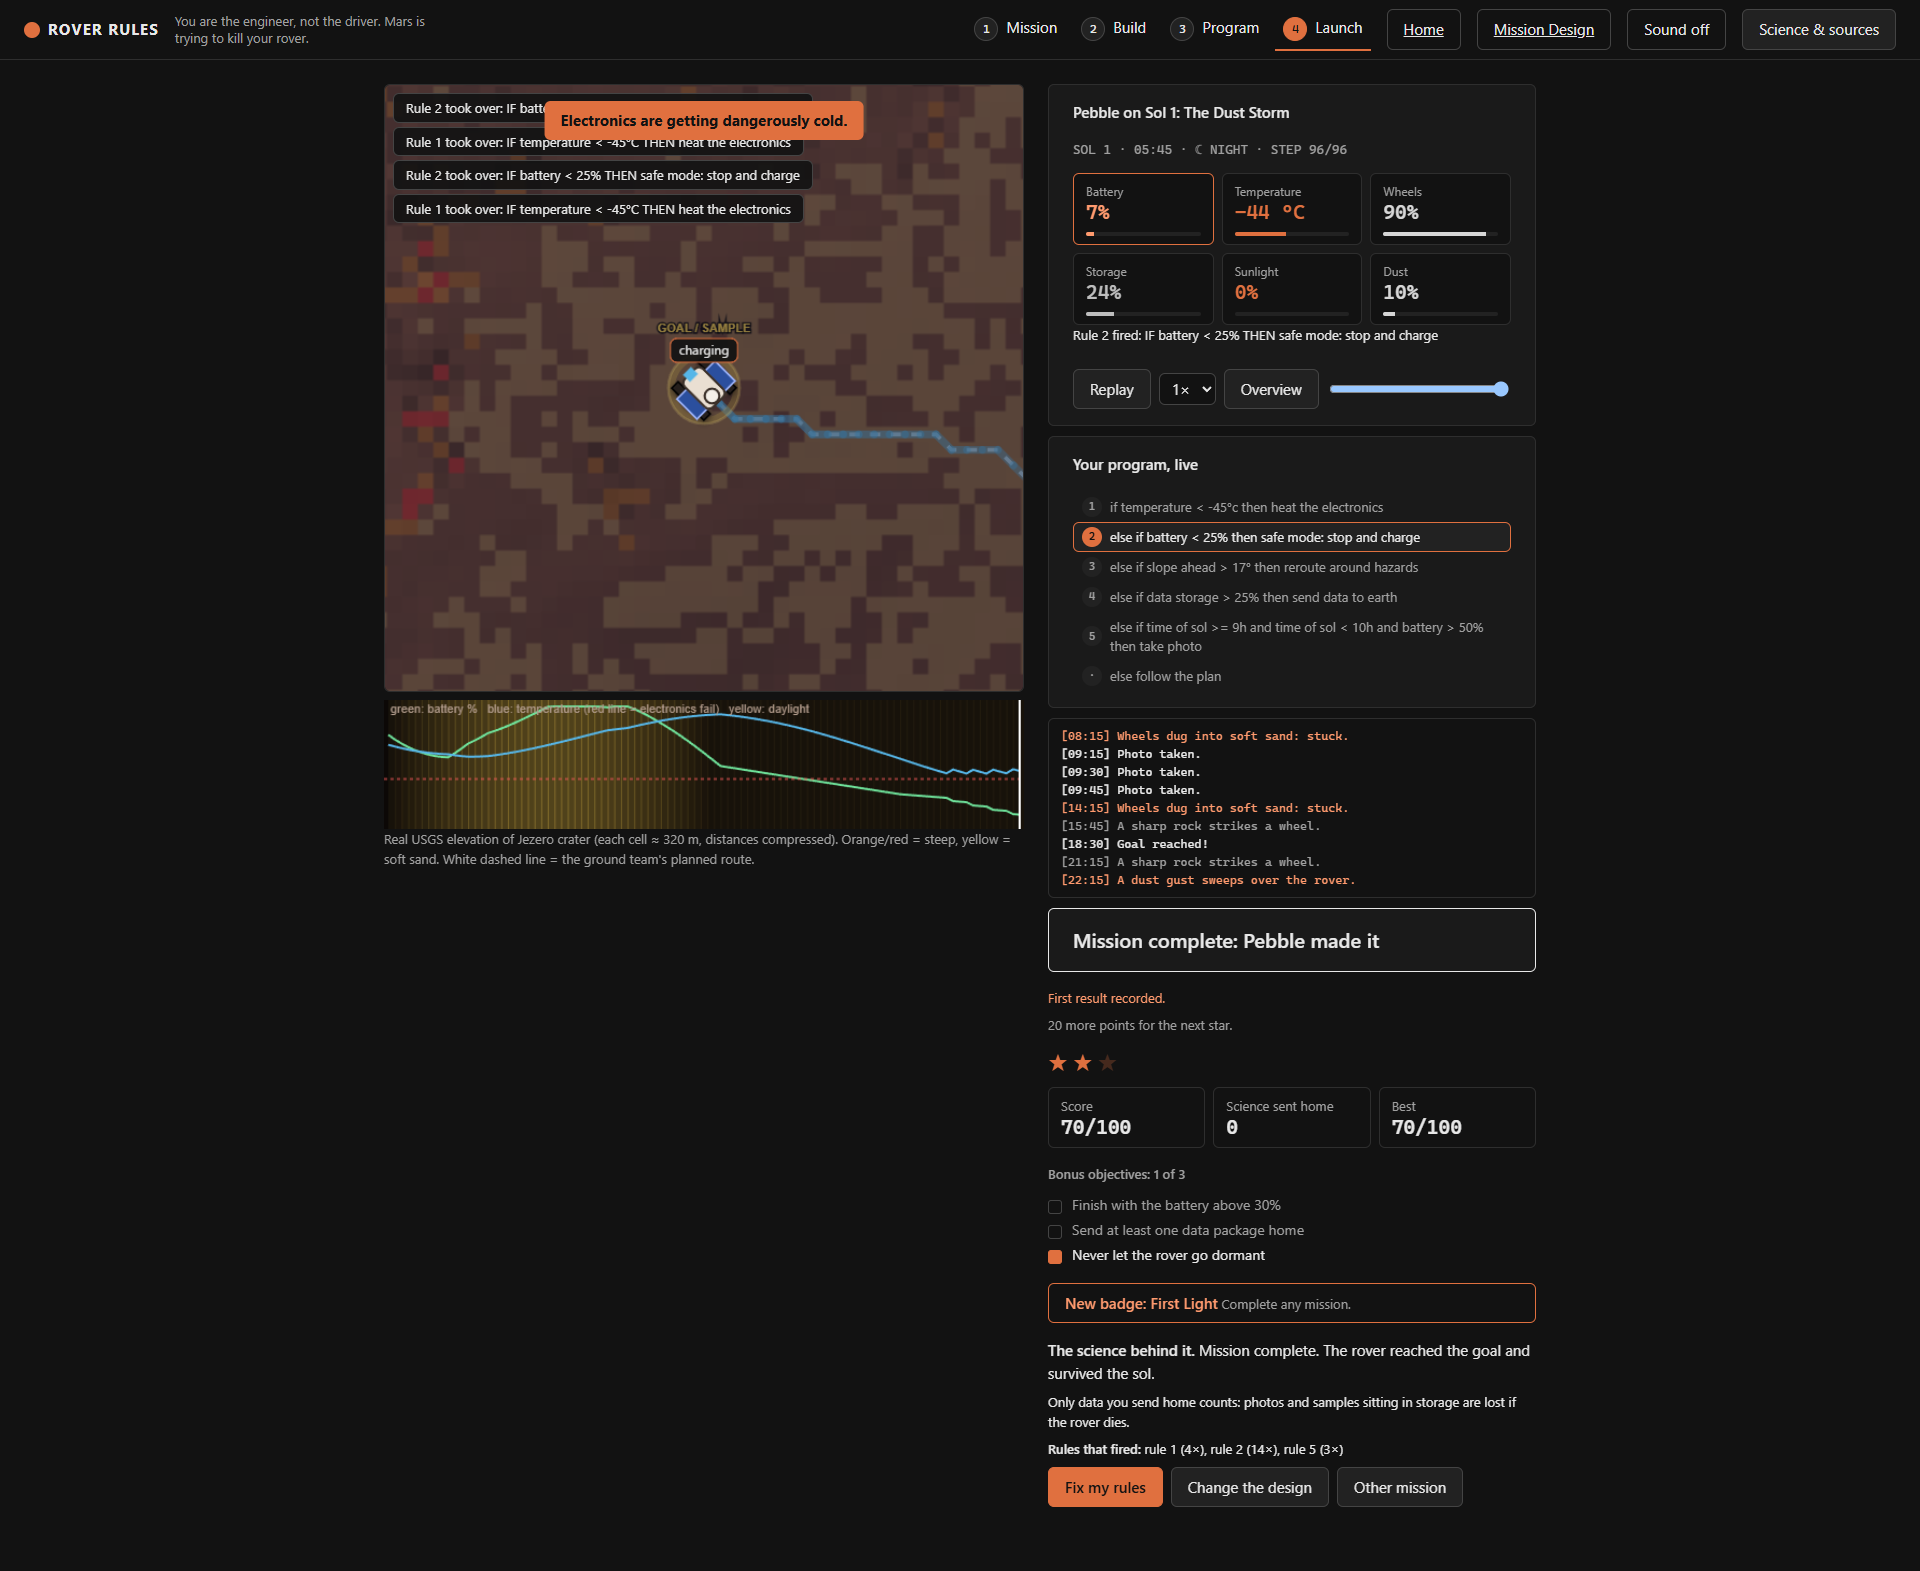 ROVER RULES
You are the engineer, not the driver. Mars is
trying to kill your rover.
1 Mission
2 Build
3 Program
4 Launch
Home
Mission Design
Sound off
Science & sources
Rule 2 took over: IF batte
Electronics are getting dangerously cold.
Rule 1 took over: IF temperature < -45°C THEN heat the electronics
Rule 2 took over: IF battery < 25% THEN safe mode: stop and charge
Rule 1 took over: IF temperature < -45°C THEN heat the electronics
GOAL / SAMPLE
charging
green: battery % blue: temperature (red line = electronics fail) yellow: daylight
Real USGS elevation of Jezero crater (each cell ≈ 320 m, distances compressed). Orange/red = steep, yellow =
soft sand. White dashed line = the ground team's planned route.
Pebble on Sol 1: The Dust Storm
SOL 1 · 05:45 · ☾ NIGHT · STEP 96/96
Battery
7%
Temperature
−44 °C
Wheels
90%
Storage
24%
Sunlight
0%
Dust
10%
Rule 2 fired: IF battery < 25% THEN safe mode: stop and charge
Replay
1×
Overview
Your program, live
1 if temperature < -45°c then heat the electronics
2 else if battery < 25% then safe mode: stop and charge
3 else if slope ahead > 17° then reroute around hazards
4 else if data storage > 25% then send data to earth
5 else if time of sol >= 9h and time of sol < 10h and battery > 50%
then take photo
· else follow the plan
[08:15] Wheels dug into soft sand: stuck.
[09:15] Photo taken.
[09:30] Photo taken.
[09:45] Photo taken.
[14:15] Wheels dug into soft sand: stuck.
[15:45] A sharp rock strikes a wheel.
[18:30] Goal reached!
[21:15] A sharp rock strikes a wheel.
[22:15] A dust gust sweeps over the rover.
Mission complete: Pebble made it
First result recorded.
20 more points for the next star.
★ ★ ★
Score
70/100
Science sent home
0
Best
70/100
Bonus objectives: 1 of 3
Finish with the battery above 30%
Send at least one data package home
Never let the rover go dormant
New badge: First Light Complete any mission.
The science behind it. Mission complete. The rover reached the goal and
survived the sol.
Only data you send home counts: photos and samples sitting in storage are lost if
the rover dies.
Rules that fired: rule 1 (4×), rule 2 (14×), rule 5 (3×)
Fix my rules
Change the design
Other mission